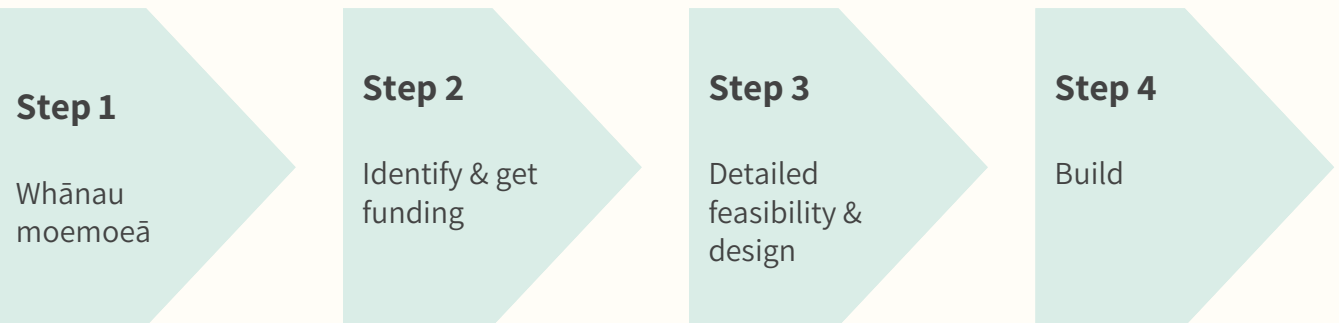 Step 1
Whānau
moemoeā
Step 2
Identify & get
funding
Step 3
Detailed
feasibility &
design
Step 4
Build